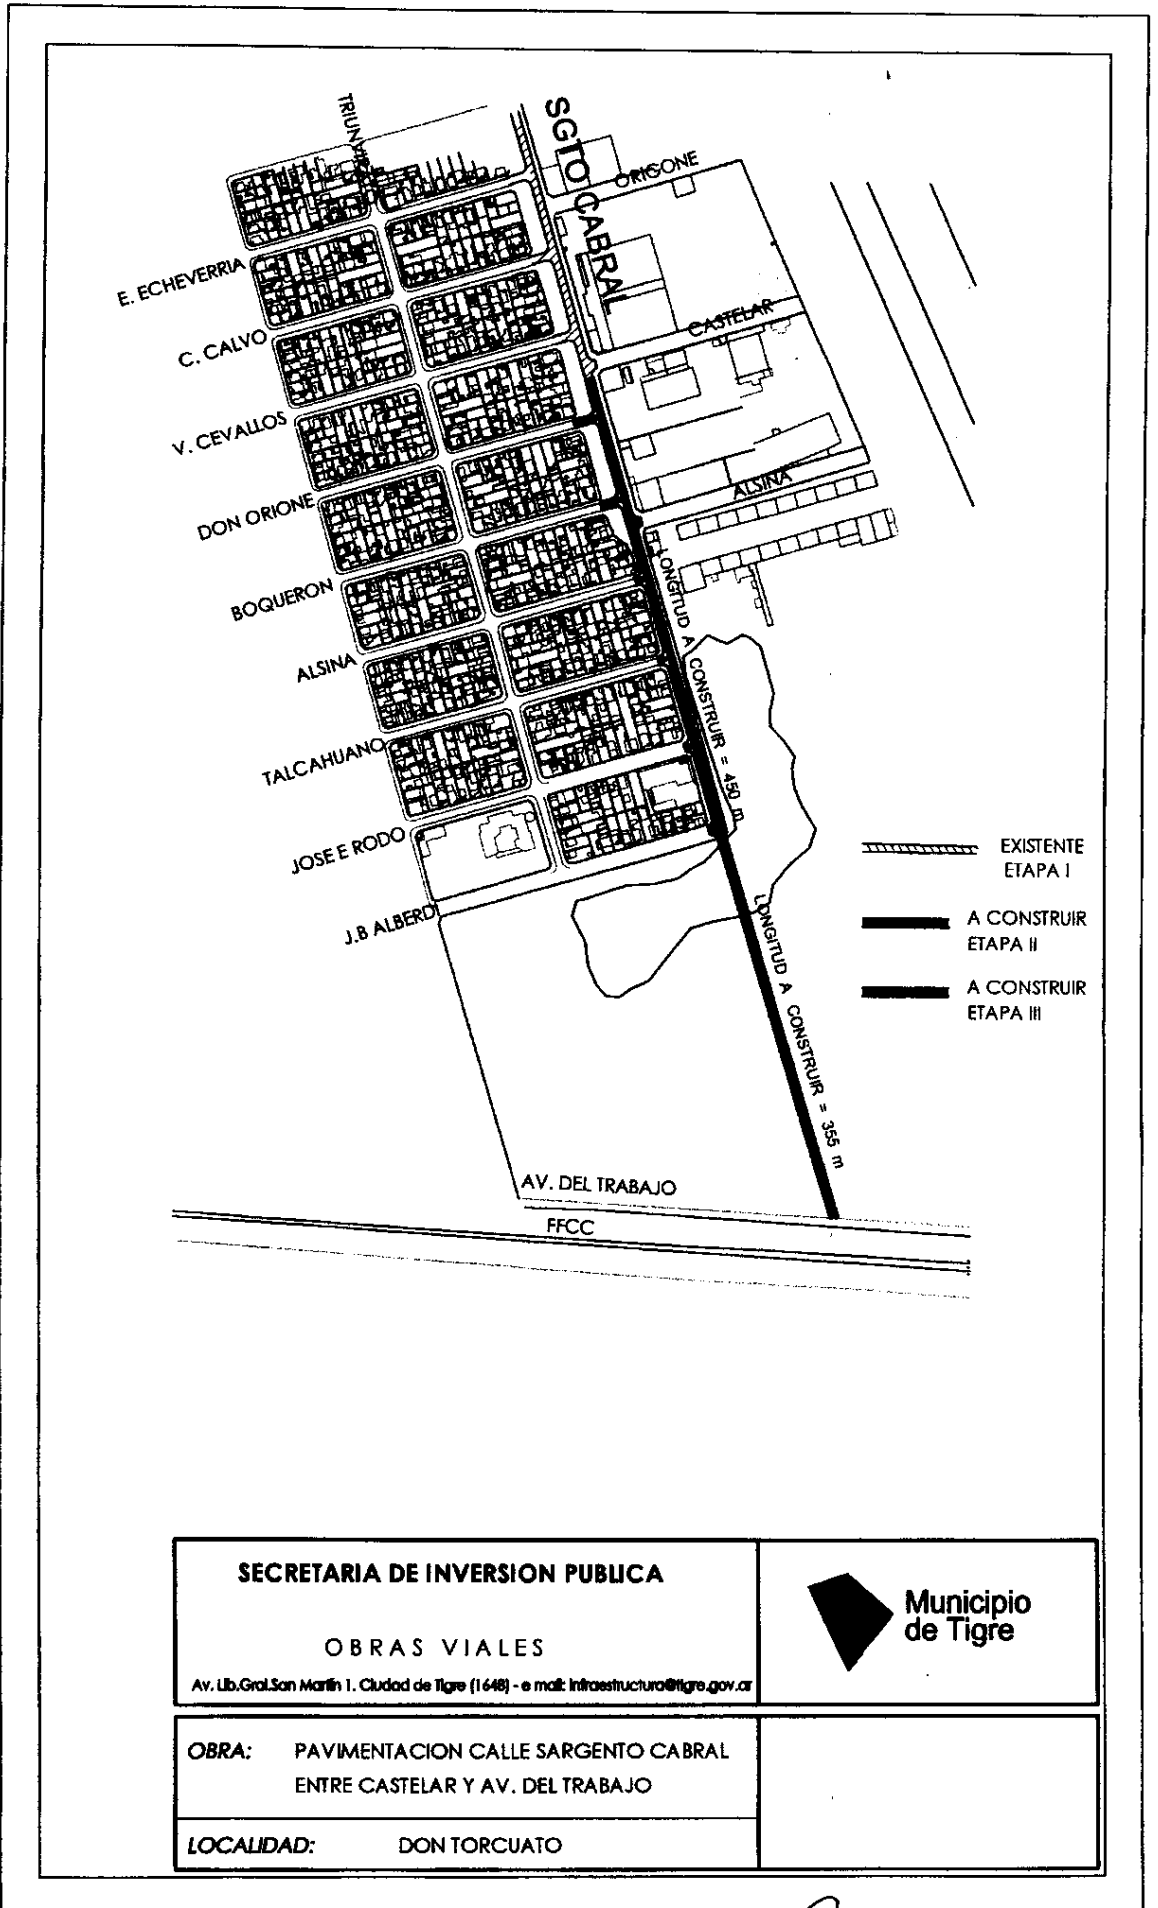 TRIUNVIR
SGTO CABRAL
ORIGONE
E. ECHEVERRIA
C. CALVO
CASTELAR
V. CEVALLOS
DON ORIONE
ALSINA
BOQUERON
ALSINA
TALCAHUANO
JOSE E RODO
J.B ALBERDI
LONGITUD A CONSTRUIR = 450 m
LONGITUD A CONSTRUIR = 355 m
EXISTENTE
ETAPA I
A CONSTRUIR
ETAPA II
A CONSTRUIR
ETAPA III
AV. DEL TRABAJO
FFCC
SECRETARIA DE INVERSION PUBLICA
OBRAS VIALES
Av. Lib.Gral.San Martín 1. Ciudad de Tigre (1648) - e mail: infraestructura@tigre.gov.ar
Municipio
de Tigre
OBRA: PAVIMENTACION CALLE SARGENTO CABRAL
ENTRE CASTELAR Y AV. DEL TRABAJO
LOCALIDAD: DON TORCUATO